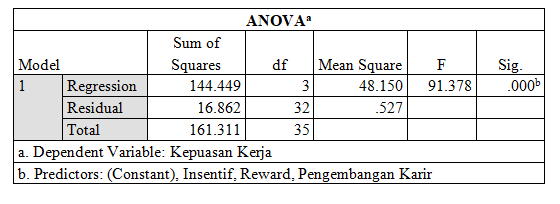 ANOVAᵃ
Model Sum of Squares df Mean Square F Sig.
1 Regression 144.449 3 48.150 91.378 .000ᵇ
Residual 16.862 32 .527
Total 161.311 35
a. Dependent Variable: Kepuasan Kerja
b. Predictors: (Constant), Insentif, Reward, Pengembangan Karir